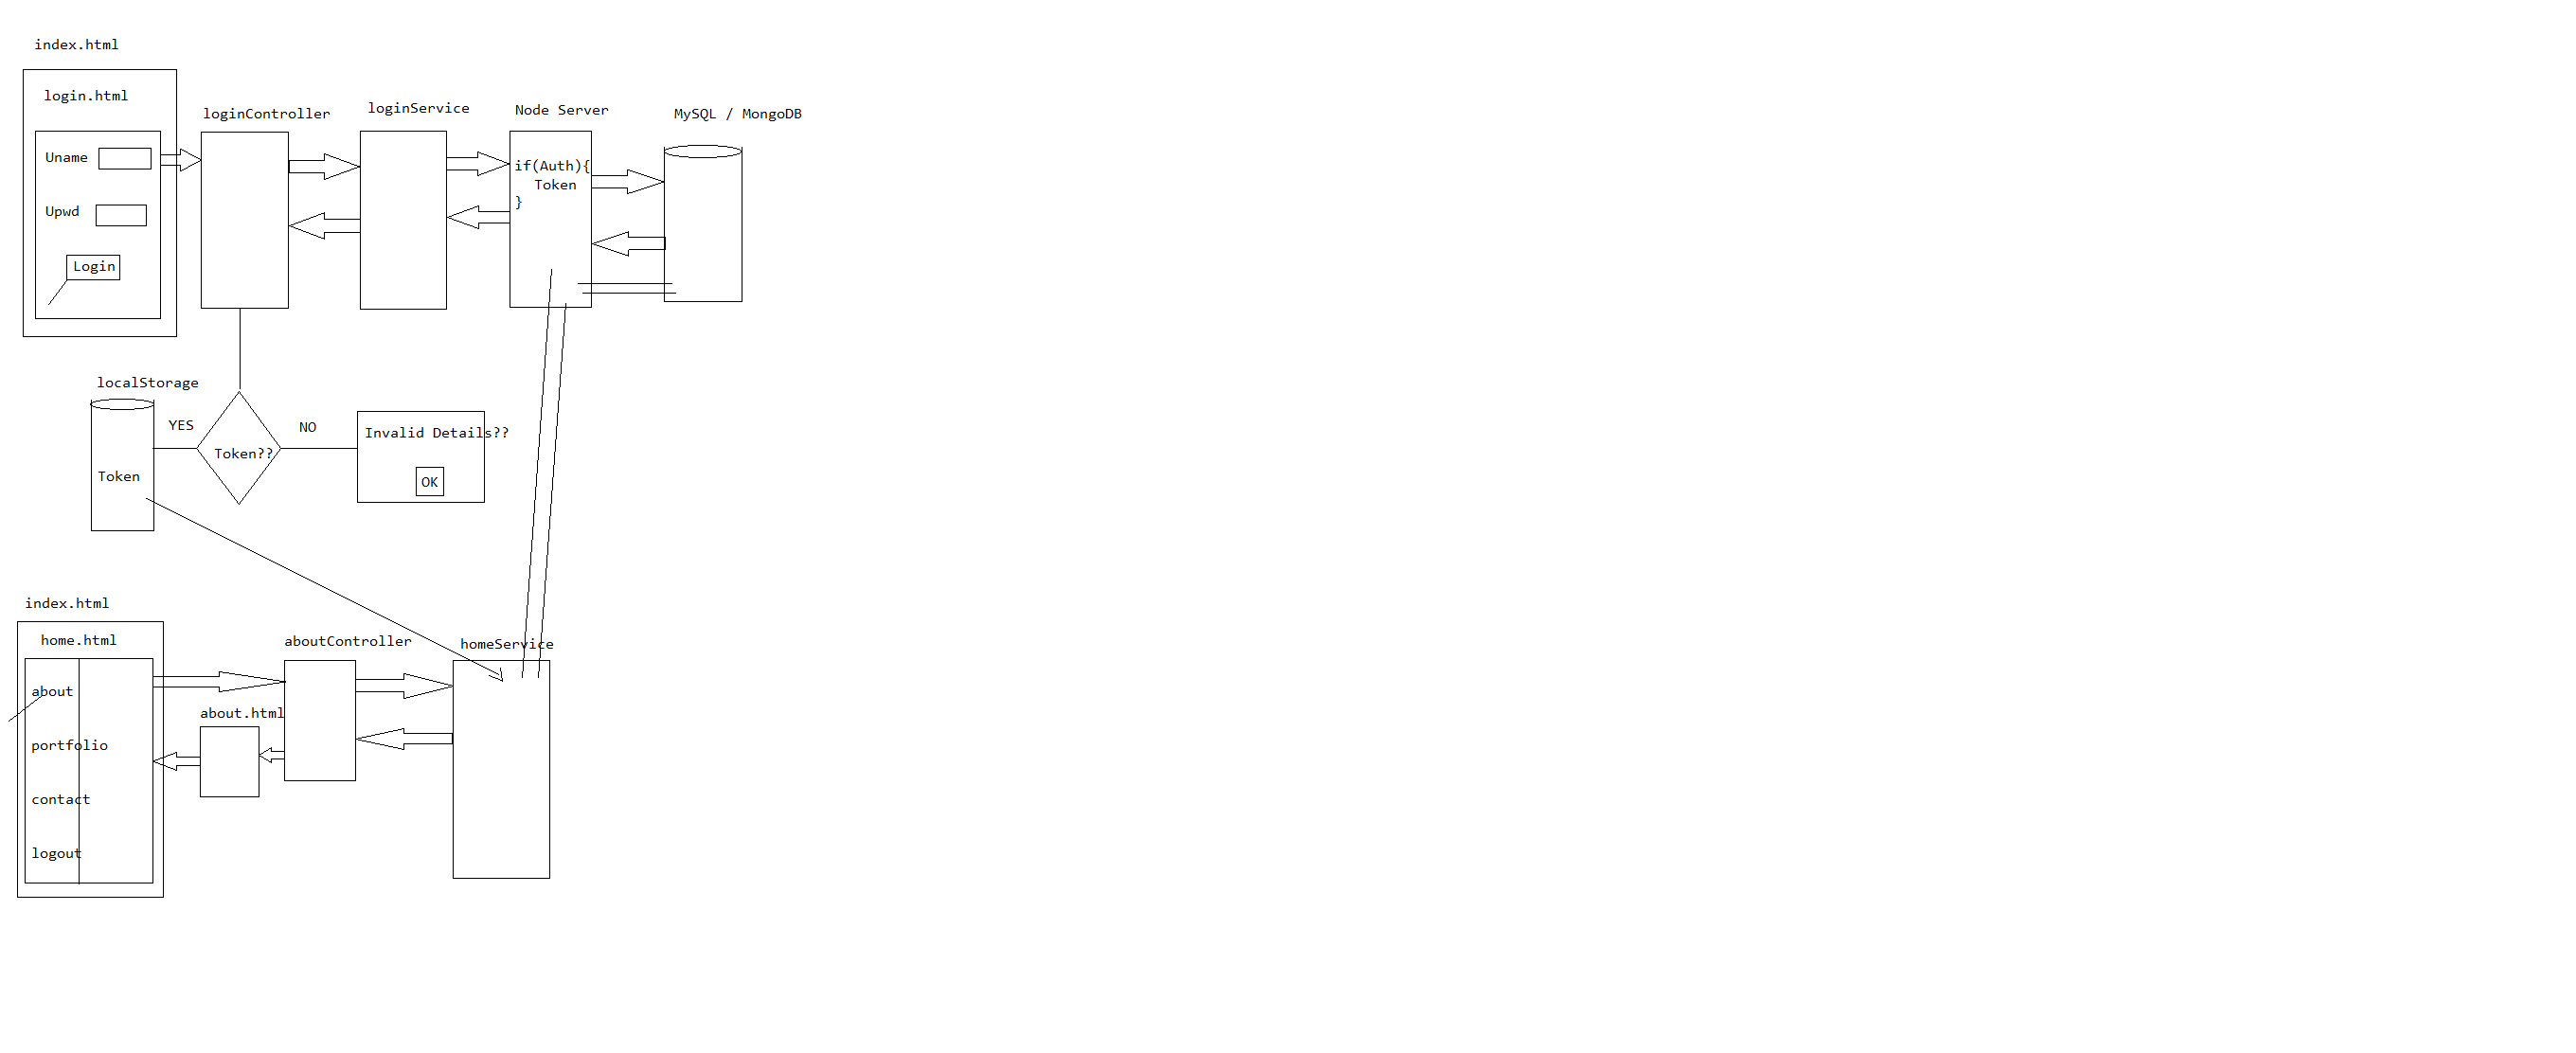 index.html
login.html
loginController
loginService
Node Server
MySQL / MongoDB
Uname
Upwd
Login
if(Auth){
Token
}
localStorage
YES
NO
Token??
Token
Invalid Details??
OK
index.html
home.html
aboutController
homeService
about
about.html
portfolio
contact
logout